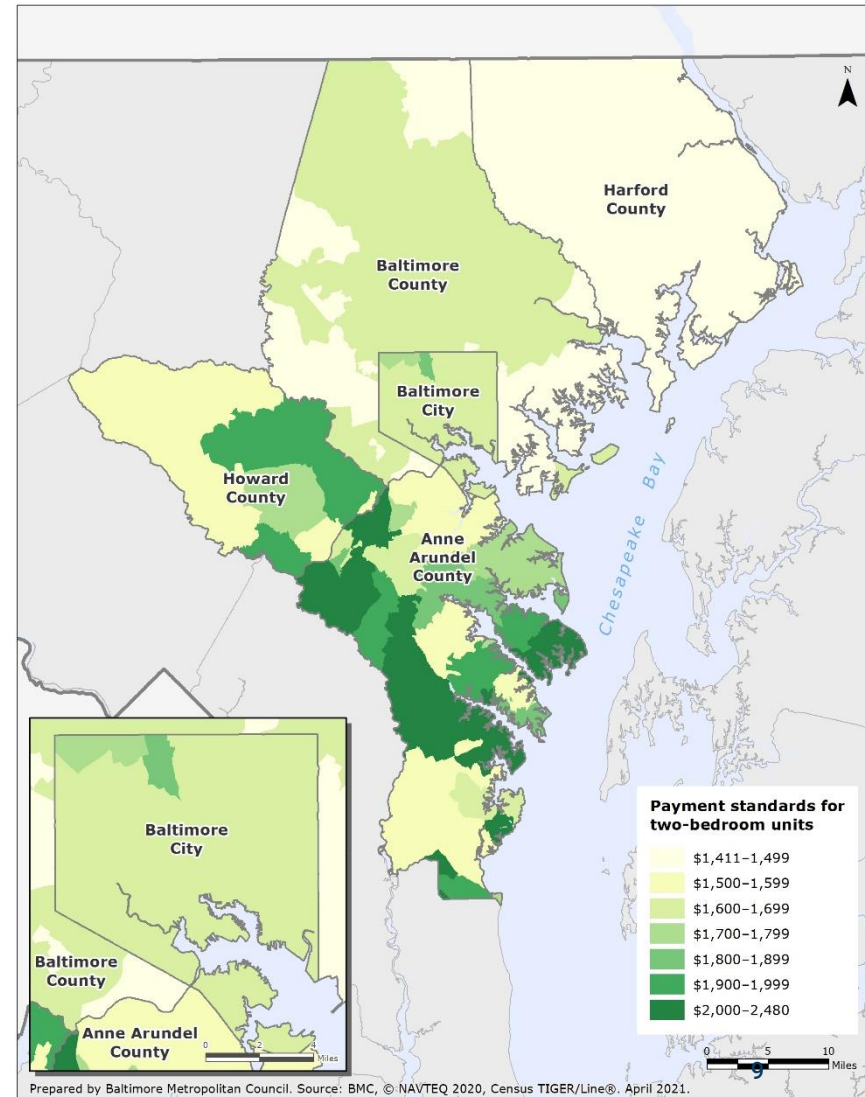 N
Harford
County
Baltimore
County
Baltimore
City
Howard
County
Anne
Arundel
County
Chesapeake Bay
Baltimore
City
Baltimore
County
Anne Arundel
County
0 2 4
Miles
Payment standards for
two-bedroom units
$1,411–1,499
$1,500–1,599
$1,600–1,699
$1,700–1,799
$1,800–1,899
$1,900–1,999
$2,000–2,480
0 5 10
Miles
9
Prepared by Baltimore Metropolitan Council. Source: BMC, © NAVTEQ 2020, Census TIGER/Line®. April 2021.